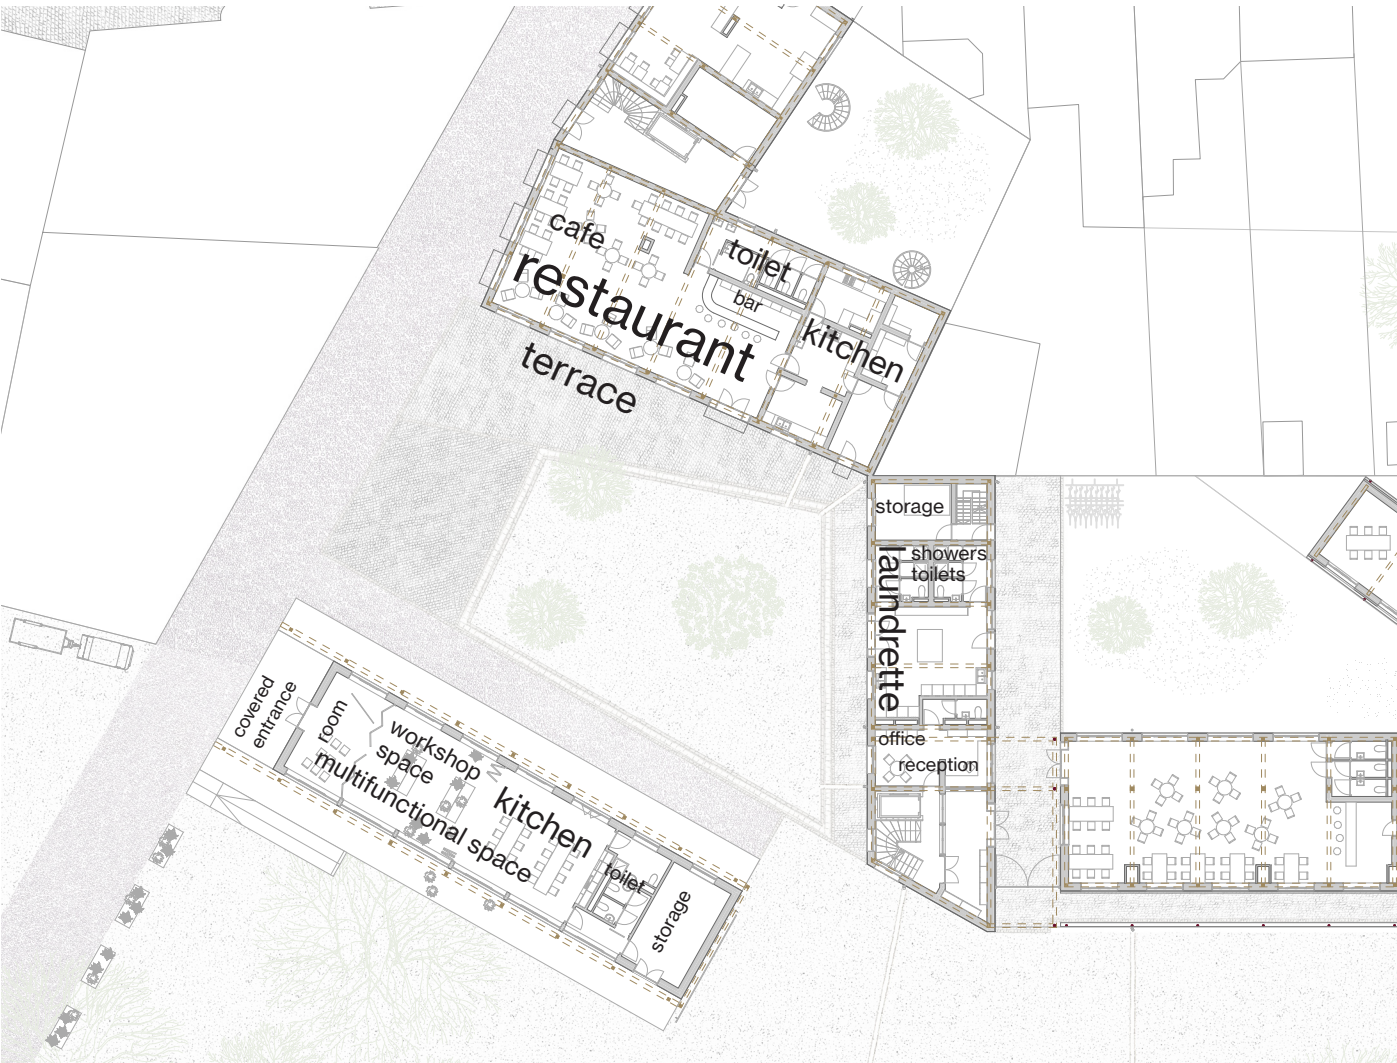 cafe
toilet
restaurant
bar
kitchen
terrace
storage
showers
toilets
laundrette
office
reception
covered
entrance
room
workshop
space
multifunctional space
kitchen
toilet
storage